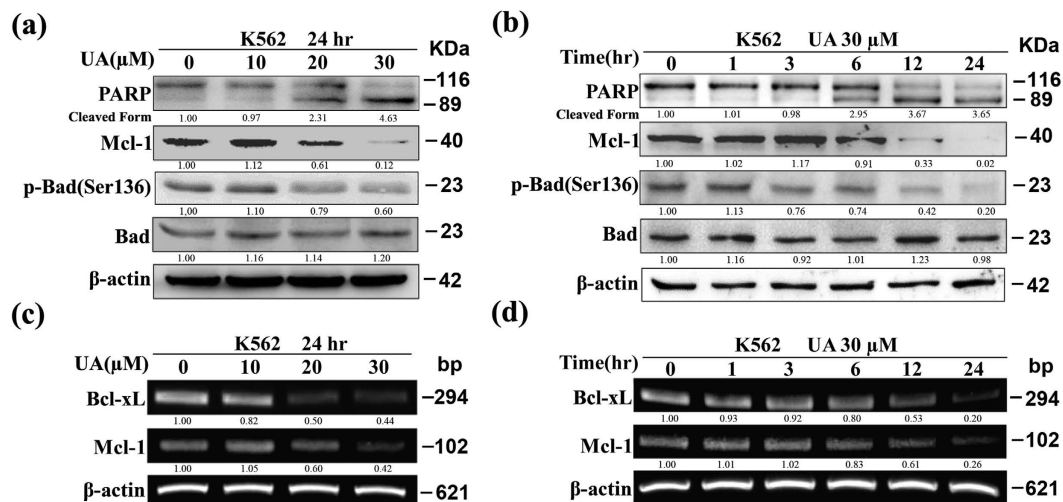 (a)
K562 24 hr
UA(μM) 0 10 20 30 KDa
PARP −116
−89
Cleaved Form 1.00 0.97 2.31 4.63
Mcl-1 −40
1.00 1.12 0.61 0.12
p-Bad(Ser136) −23
1,00 1.10 0.79 0.60
Bad −23
1.00 1.16 1.14 1.20
β-actin −42
(b)
K562 UA 30 μM
Time(hr) 0 1 3 6 12 24 KDa
PARP −116
−89
Cleaved Form 1.00 1.01 0.98 2.95 3.67 3.65
Mcl-1 −40
1.00 1.02 1.17 0.91 0.33 0.02
p-Bad(Ser136) −23
1.00 1.13 0.76 0.74 0.42 0.20
Bad −23
1.00 1.16 0.92 1.01 1.23 0.98
β-actin −42
(c)
K562 24 hr
UA(μM) 0 10 20 30 bp
Bcl-xL −294
1.00 0.82 0.50 0.44
Mcl-1 −102
1.00 1.05 0.60 0.42
β-actin −621
(d)
K562 UA 30 μM
Time(hr) 0 1 3 6 12 24 bp
Bcl-xL −294
1.00 0.93 0.92 0.80 0.53 0.20
Mcl-1 −102
1.00 1.01 1.02 0.83 0.61 0.26
β-actin −621